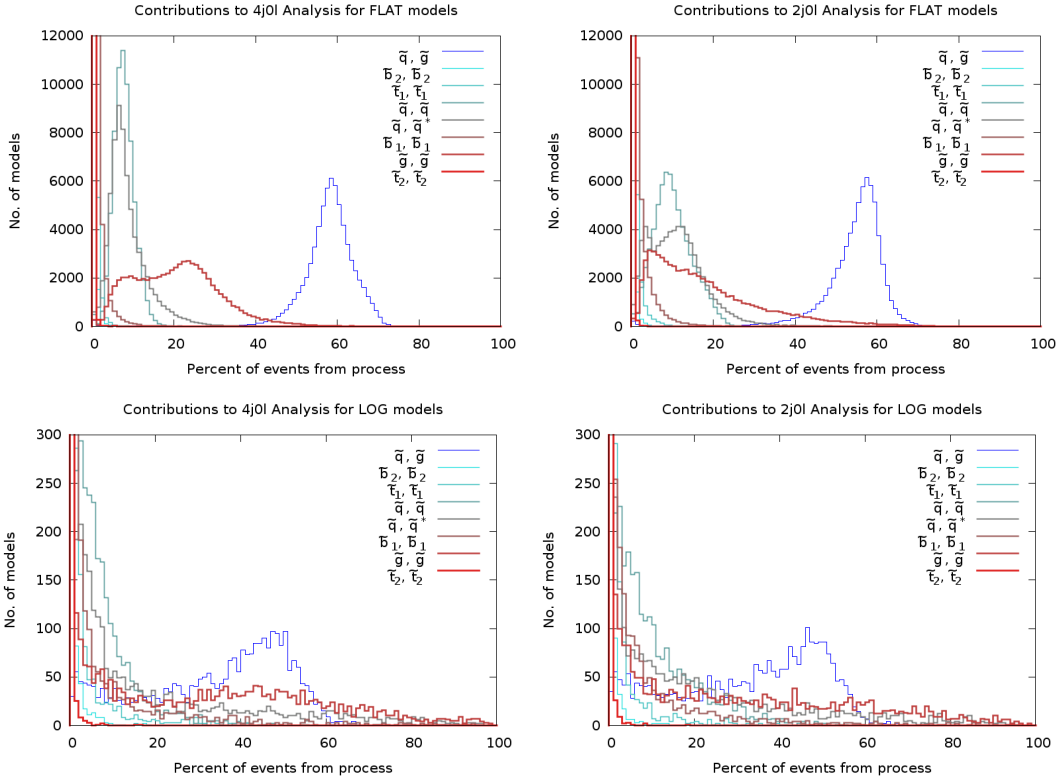 Contributions to 4j0l Analysis for FLAT models
12000
10000
8000
6000
4000
2000
0
No. of models
q̃ , g̃
b̃₂, b̃₂
t̃₁, t̃₁
q̃ , q̃
q̃ , q̃*
b̃₁, b̃₁
g̃ , g̃
t̃₂, t̃₂
0 20 40 60 80 100
Percent of events from process
Contributions to 2j0l Analysis for FLAT models
12000
10000
8000
6000
4000
2000
0
No. of models
q̃ , g̃
b̃₂, b̃₂
t̃₁, t̃₁
q̃ , q̃
q̃ , q̃*
b̃₁, b̃₁
g̃ , g̃
t̃₂, t̃₂
0 20 40 60 80 100
Percent of events from process
Contributions to 4j0l Analysis for LOG models
300
250
200
150
100
50
0
No. of models
q̃ , g̃
b̃₂, b̃₂
t̃₁, t̃₁
q̃ , q̃
q̃ , q̃*
b̃₁, b̃₁
g̃ , g̃
t̃₂, t̃₂
0 20 40 60 80 100
Percent of events from process
Contributions to 2j0l Analysis for LOG models
300
250
200
150
100
50
0
No. of models
q̃ , g̃
b̃₂, b̃₂
t̃₁, t̃₁
q̃ , q̃
q̃ , q̃*
b̃₁, b̃₁
g̃ , g̃
t̃₂, t̃₂
0 20 40 60 80 100
Percent of events from process